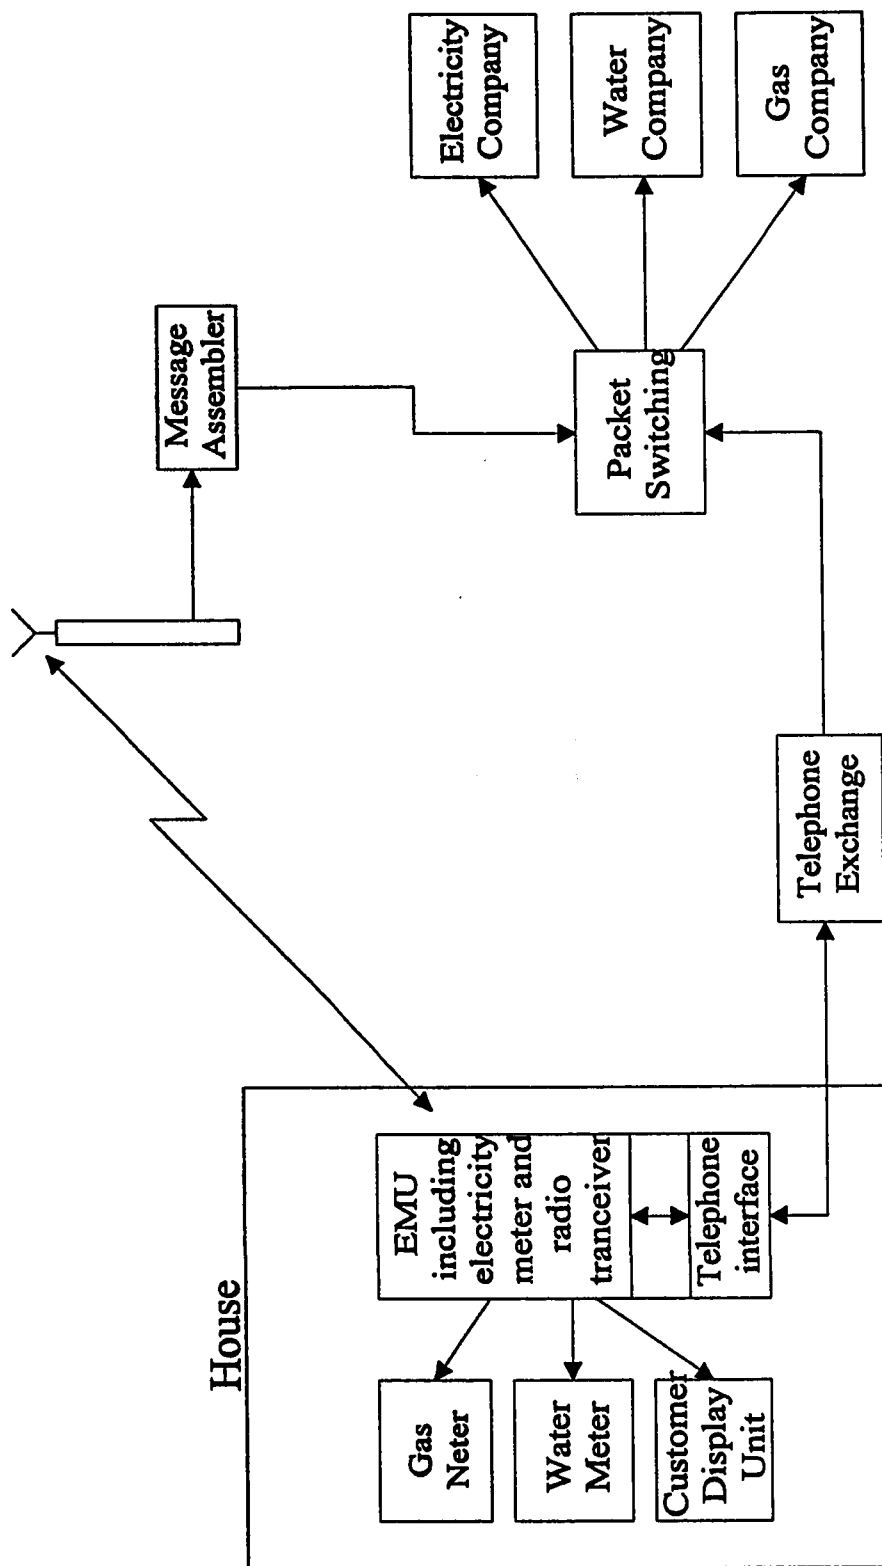 House
Gas
Neter
Water
Meter
Customer
Display
Unit
EMU
including
electricity
meter and
radio
tranceiver
Telephone
interface
Telephone
Exchange
Message
Assembler
Packet
Switching
Electricity
Company
Water
Company
Gas
Company